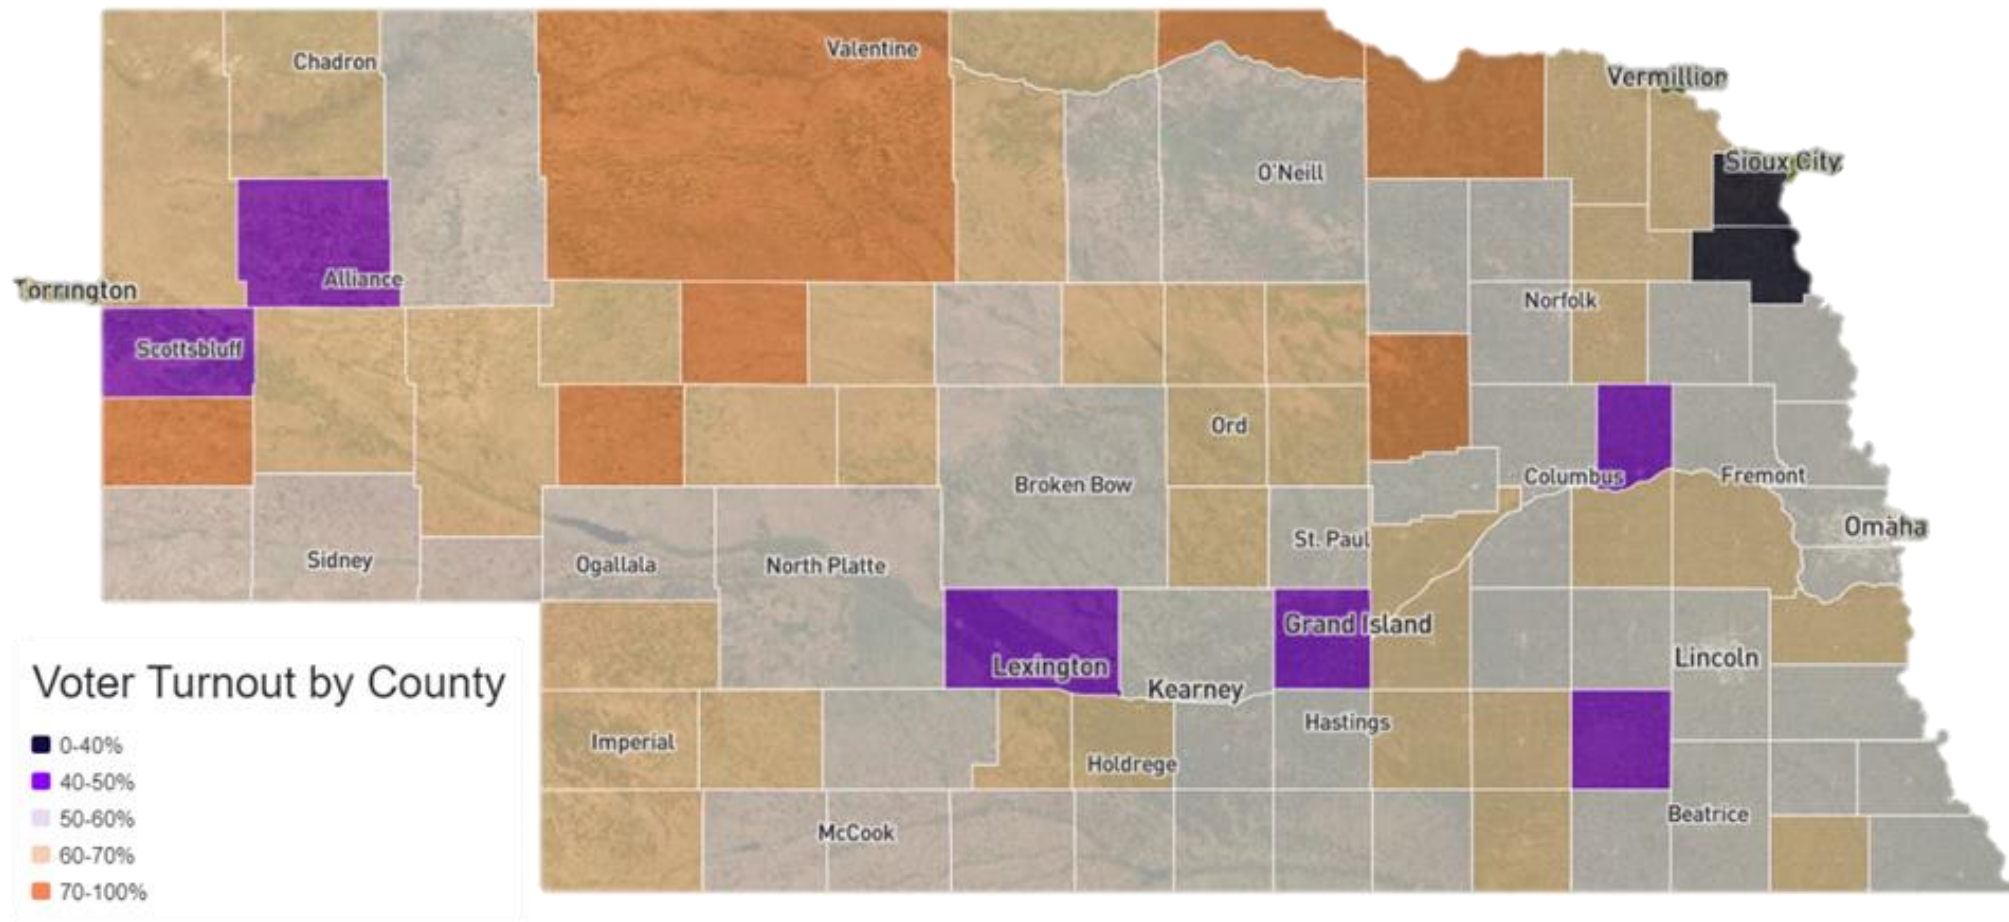 Chadron
Valentine
Vermillion
Sioux City
O'Neill
Alliance
Torrington
Norfolk
Scottsbluff
Ord
Columbus
Fremont
Broken Bow
Omaha
St. Paul
Sidney
Ogallala
North Platte
Grand Island
Lincoln
Lexington
Kearney
Hastings
Imperial
Holdrege
Beatrice
McCook
Voter Turnout by County
0-40%
40-50%
50-60%
60-70%
70-100%